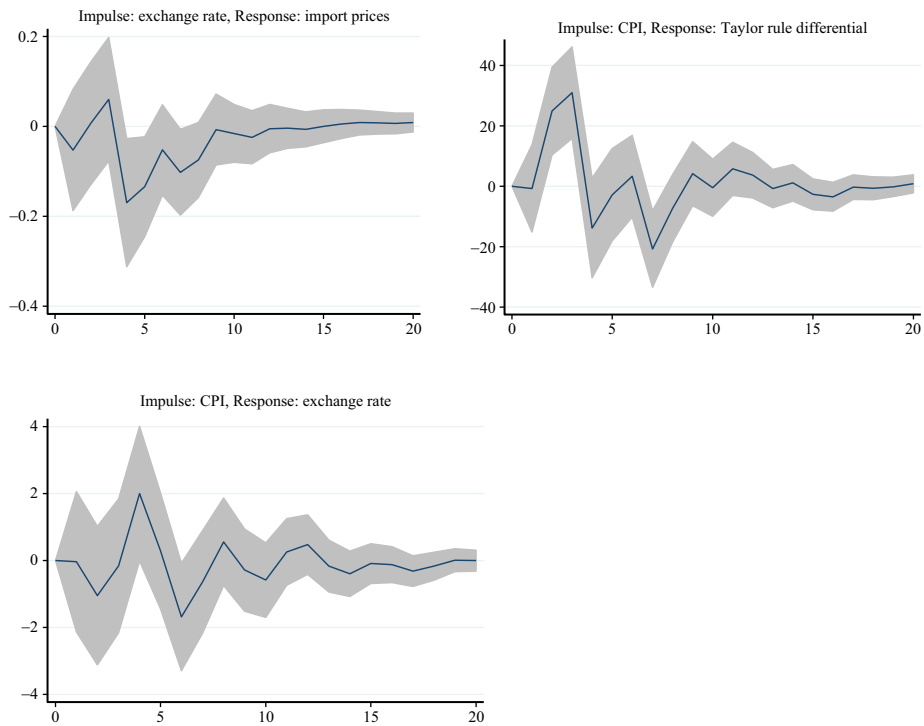 Impulse: exchange rate, Response: import prices
0.2
0
−0.2
−0.4
0 5 10 15 20
Impulse: CPI, Response: Taylor rule differential
40
20
0
−20
−40
0 5 10 15 20
Impulse: CPI, Response: exchange rate
4
2
0
−2
−4
0 5 10 15 20